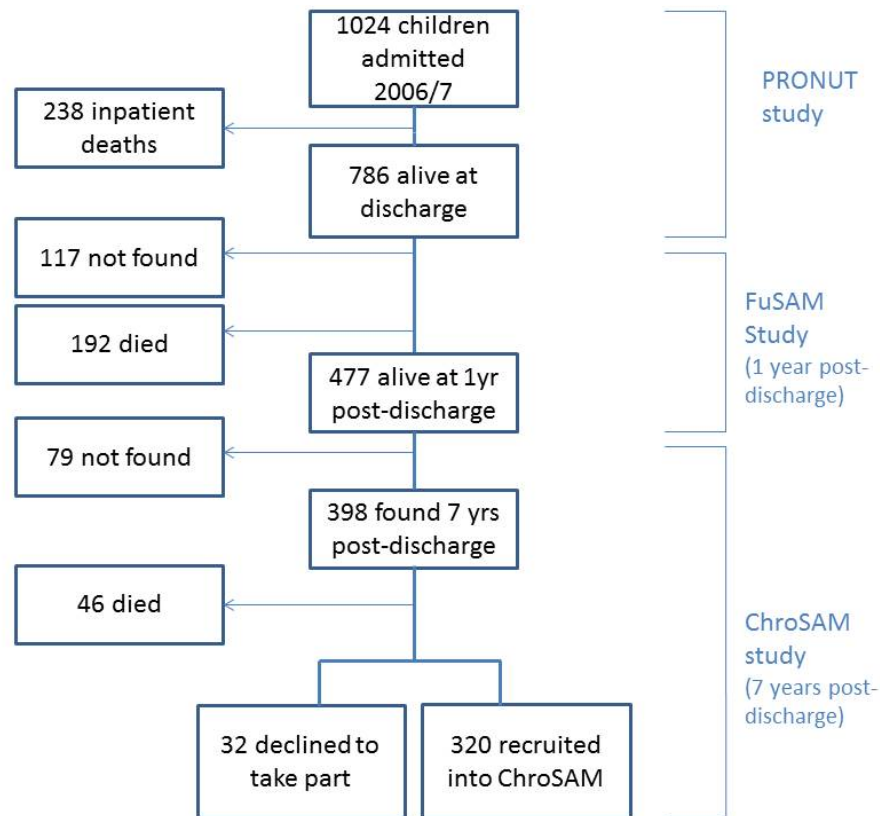 1024 children
admitted
2006/7
PRONUT
study
238 inpatient
deaths
786 alive at
discharge
117 not found
FuSAM
Study
(1 year post-
discharge)
192 died
477 alive at 1yr
post-discharge
79 not found
398 found 7 yrs
post-discharge
46 died
ChroSAM
study
(7 years post-
discharge)
32 declined to
take part
320 recruited
into ChroSAM